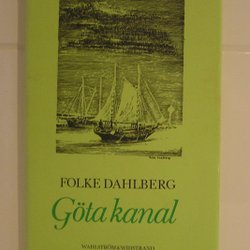 FOLKE DAHLBERG
Göta kanal
WAHLSTRÖM & WIDSTRAND